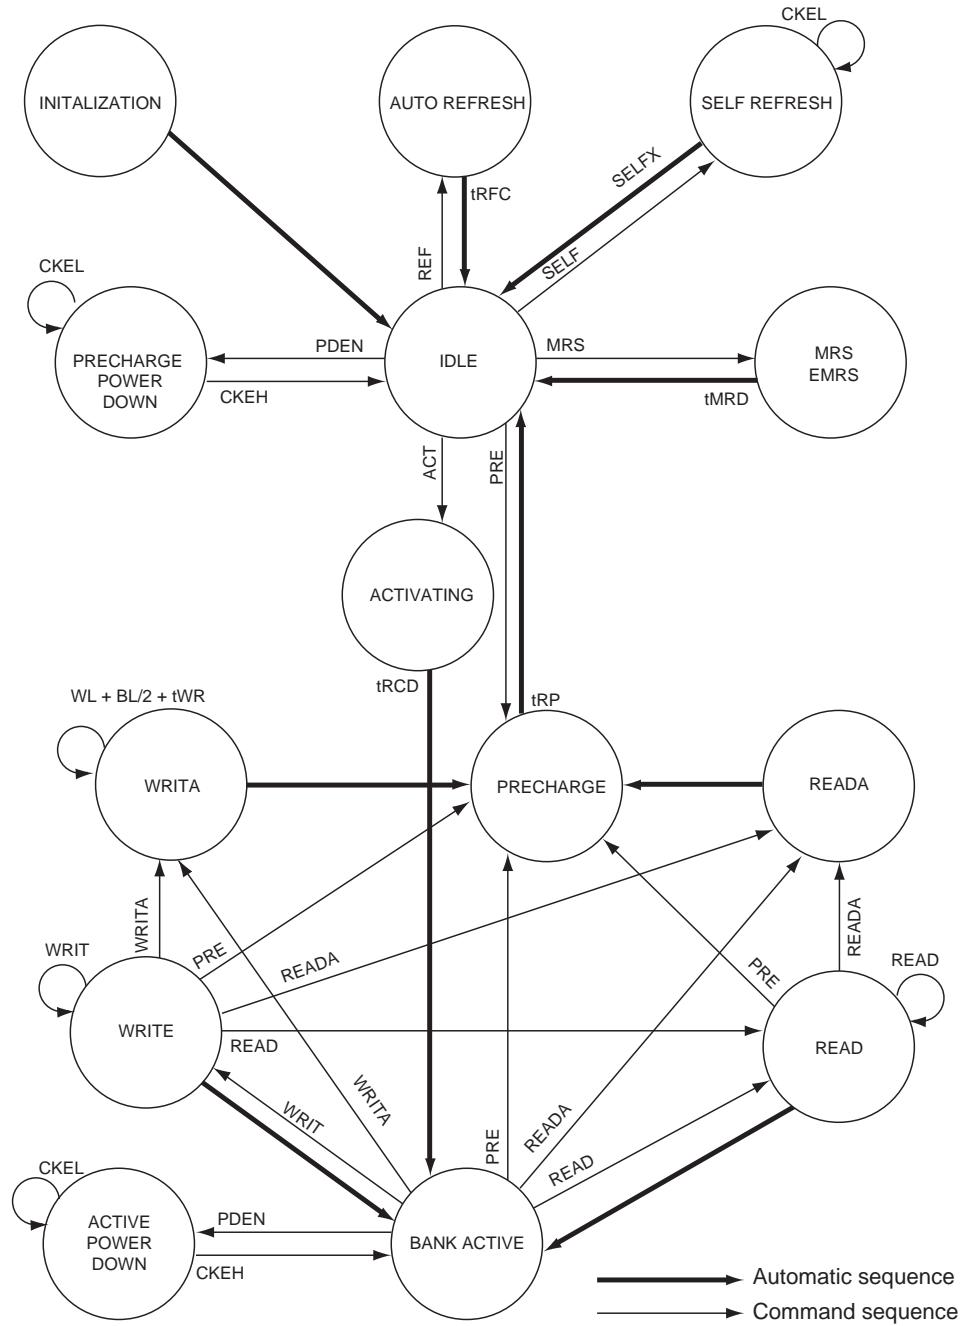 CKEL
INITALIZATION
AUTO REFRESH
SELF REFRESH
SELFX
tRFC
REF
SELF
CKEL
PDEN
IDLE
MRS
MRS
EMRS
PRECHARGE
POWER
DOWN
CKEH
tMRD
ACT
PRE
ACTIVATING
tRCD
tRP
WL + BL/2 + tWR
WRITA
PRECHARGE
READA
WRITA
PRE
READA
PRE
READA
WRIT
READ
WRITE
READ
READ
WRIT
WRITA
PRE
READA
READ
CKEL
ACTIVE
POWER
DOWN
PDEN
BANK ACTIVE
CKEH
Automatic sequence
Command sequence